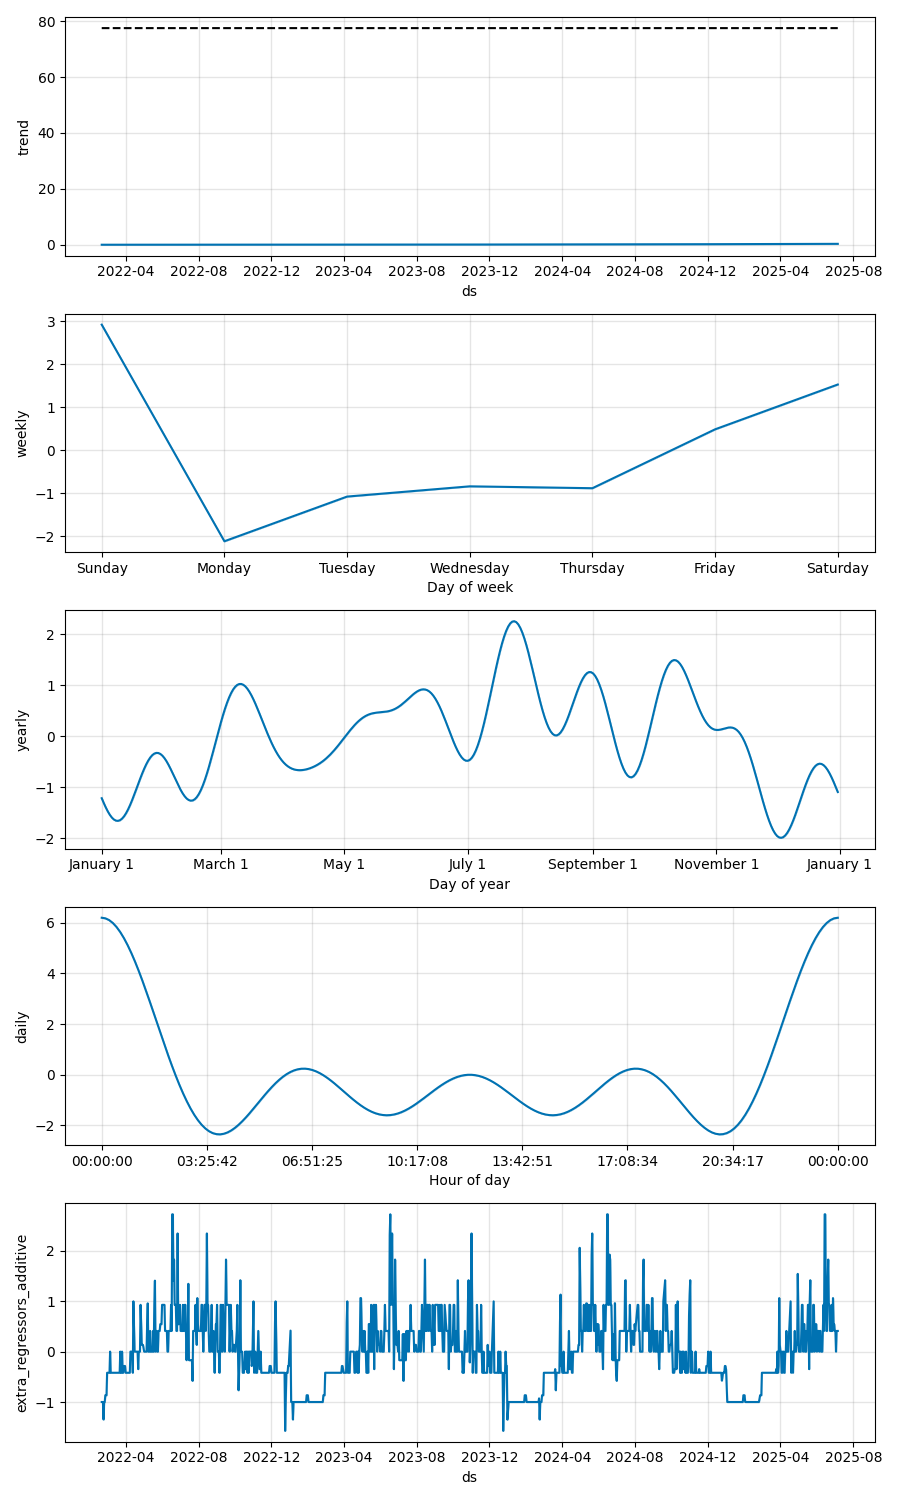 80
60
40
20
0
trend
2022-04 2022-08 2022-12 2023-04 2023-08 2023-12 2024-04 2024-08 2024-12 2025-04 2025-08
ds
3
2
1
0
−1
−2
weekly
Sunday Monday Tuesday Wednesday Thursday Friday Saturday
Day of week
2
1
0
−1
−2
yearly
January 1 March 1 May 1 July 1 September 1 November 1 January 1
Day of year
6
4
2
0
−2
daily
00:00:00 03:25:42 06:51:25 10:17:08 13:42:51 17:08:34 20:34:17 00:00:00
Hour of day
2
1
0
−1
extra_regressors_additive
2022-04 2022-08 2022-12 2023-04 2023-08 2023-12 2024-04 2024-08 2024-12 2025-04 2025-08
ds